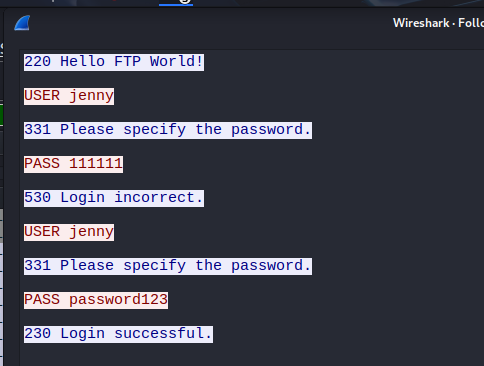 Wireshark · Follo
220 Hello FTP World!
USER jenny
331 Please specify the password.
PASS 111111
530 Login incorrect.
USER jenny
331 Please specify the password.
PASS password123
230 Login successful.